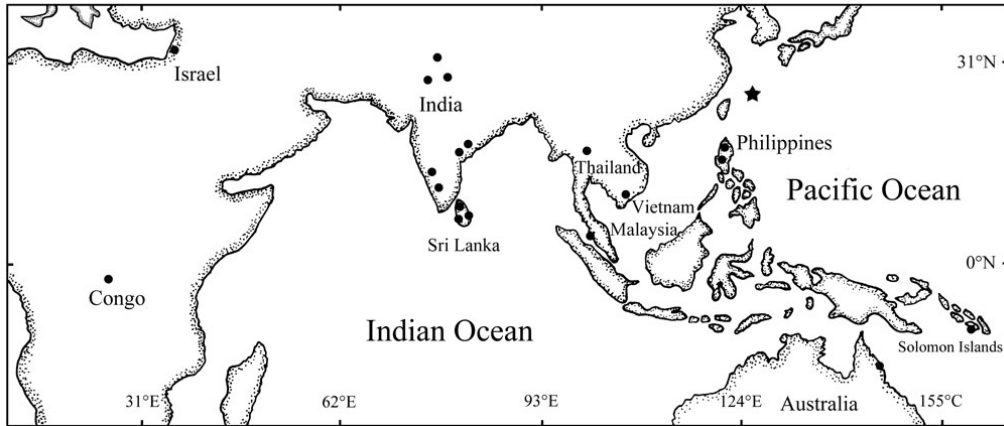 31°N
Israel
India
Philippines
Thailand
Pacific Ocean
Vietnam
Malaysia
Sri Lanka
0°N
Congo
Indian Ocean
Solomon Islands
31°E
62°E
93°E
124°E
Australia
155°E